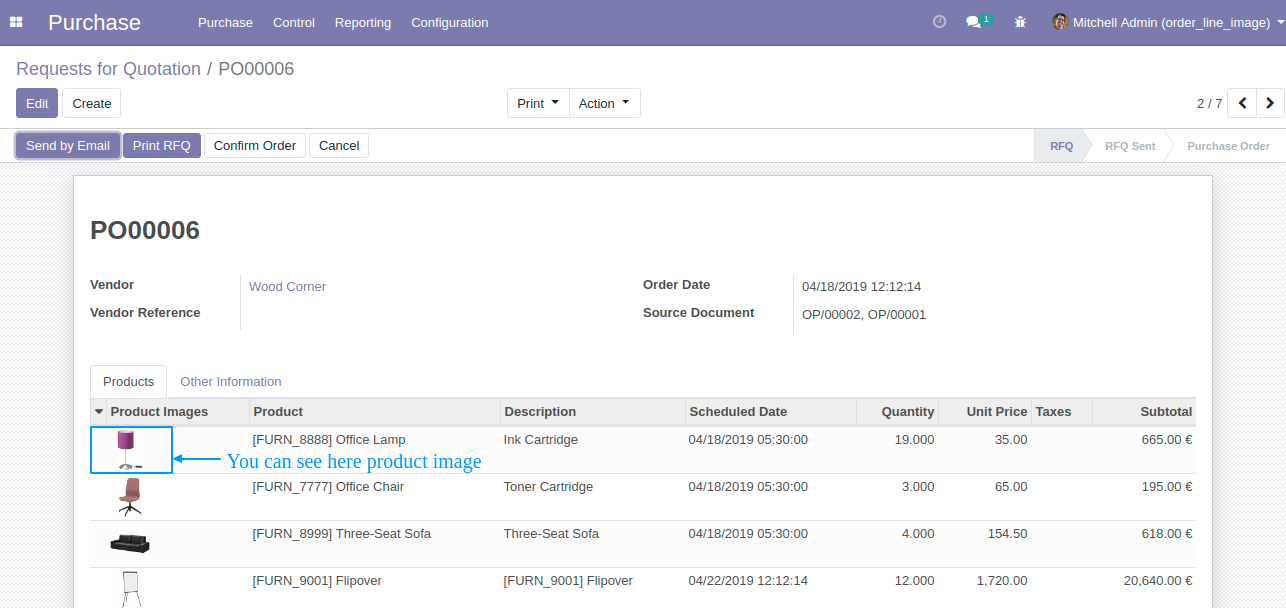 Purchase Purchase Control Reporting Configuration 1 Mitchell Admin (order_line_image)
Requests for Quotation / PO00006
Edit Create Print Action 2 / 7
Send by Email Print RFQ Confirm Order Cancel RFQ RFQ Sent Purchase Order
PO00006
Vendor Wood Corner Order Date 04/18/2019 12:12:14
Vendor Reference Source Document OP/00002, OP/00001
Products Other Information
Product Images Product Description Scheduled Date Quantity Unit Price Taxes Subtotal
[FURN_8888] Office Lamp Ink Cartridge 04/18/2019 05:30:00 19.000 35.00 665.00 €
You can see here product image
[FURN_7777] Office Chair Toner Cartridge 04/18/2019 05:30:00 3.000 65.00 195.00 €
[FURN_8999] Three-Seat Sofa Three-Seat Sofa 04/18/2019 05:30:00 4.000 154.50 618.00 €
[FURN_9001] Flipover [FURN_9001] Flipover 04/22/2019 12:12:14 12.000 1,720.00 20,640.00 €